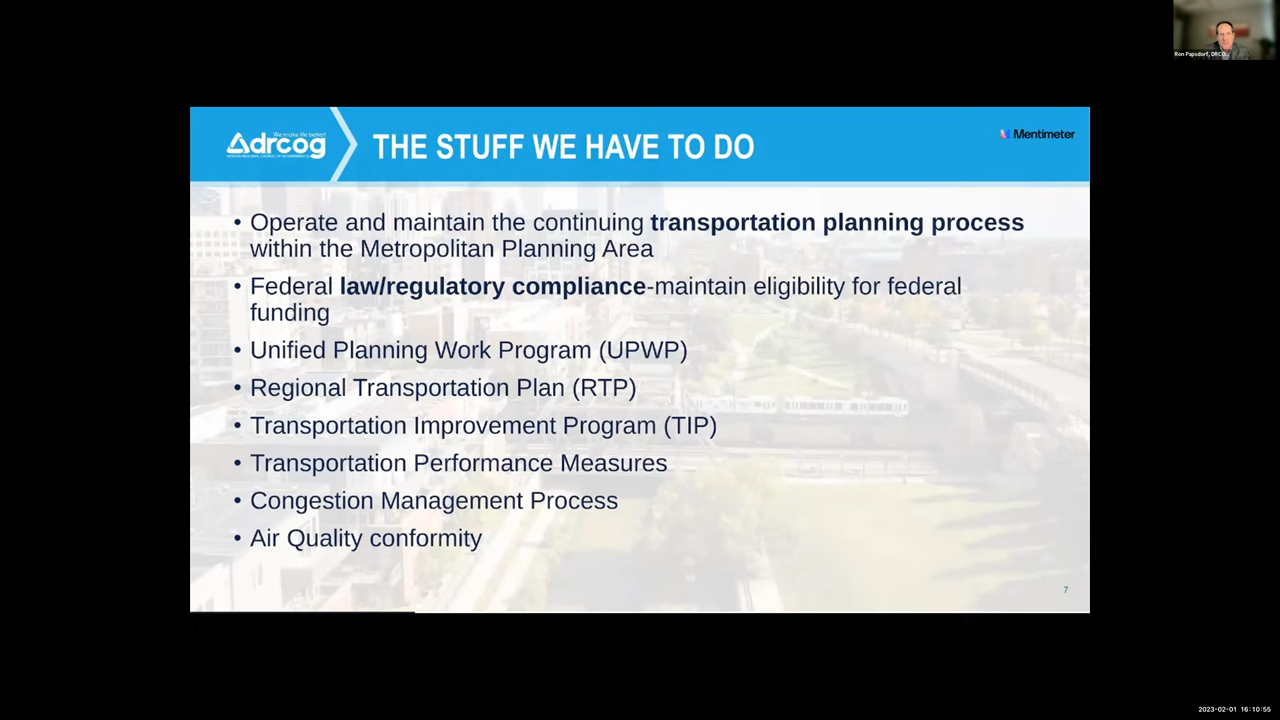 Ron Papsdorf, DRCO...
We make life better!
drcog
DENVER REGIONAL COUNCIL OF GOVERNMENTS
THE STUFF WE HAVE TO DO
Mentimeter
• Operate and maintain the continuing transportation planning process
within the Metropolitan Planning Area
• Federal law/regulatory compliance-maintain eligibility for federal
funding
• Unified Planning Work Program (UPWP)
• Regional Transportation Plan (RTP)
• Transportation Improvement Program (TIP)
• Transportation Performance Measures
• Congestion Management Process
• Air Quality conformity
7
2023-02-01 16:10:55